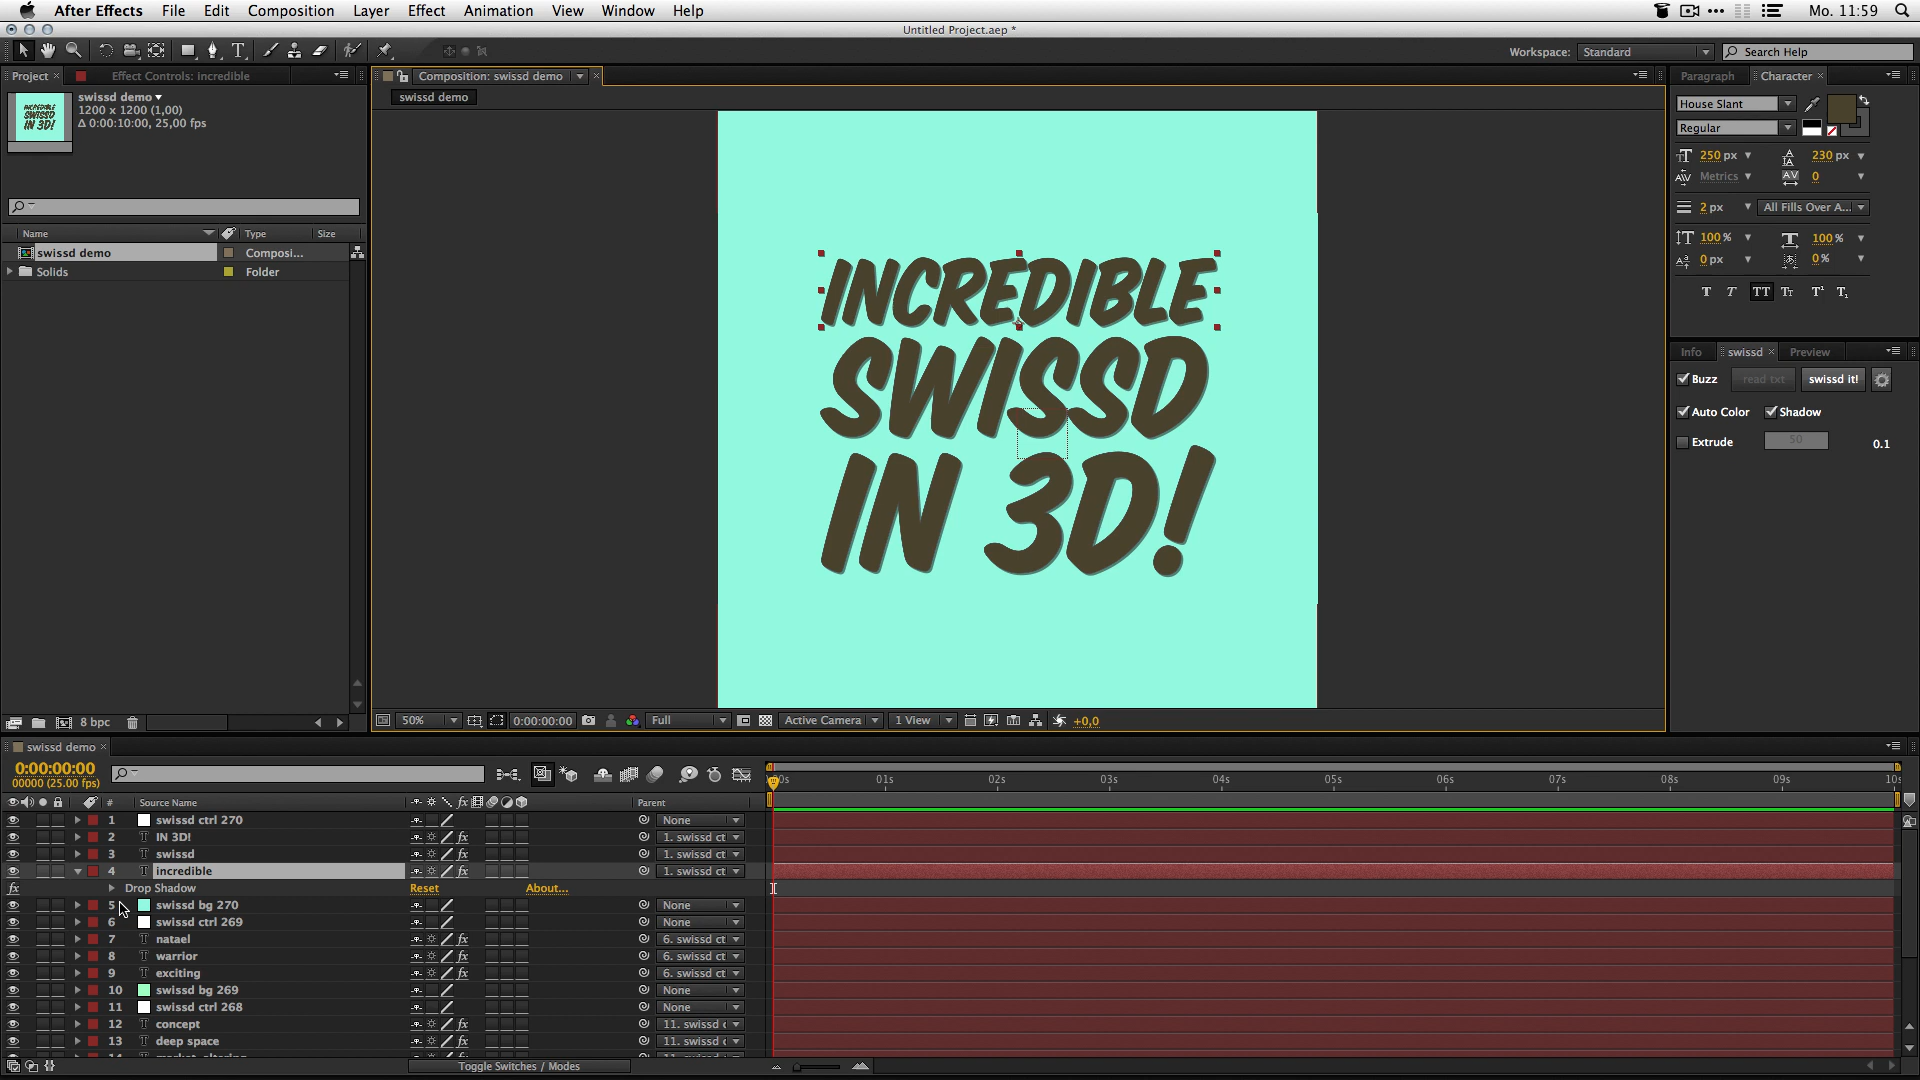 After Effects File Edit Composition Layer Effect Animation View Window Help Mo. 11:59
Untitled Project.aep *
Workspace: Standard Search Help
Project Effect Controls: incredible
swissd demo
1200 x 1200 (1,00)
Δ 0:00:10:00, 25,00 fps
Name Type Size
swissd demo Composi...
Solids Folder
8 bpc
Composition: swissd demo
swissd demo
INCREDIBLE
SWISSD
IN 3D!
50% 0:00:00:00 Full Active Camera 1 View +0,0
Paragraph Character
House Slant
Regular
250 px 230 px
Metrics 0
2 px All Fills Over A...
100% 100%
0 px 0%
T T TT Tt T¹ T₁
Info swissd Preview
Buzz read txt swissd it!
Auto Color Shadow
Extrude 50 0.1
swissd demo
0:00:00:00
00000 (25.00 fps)
:00s 01s 02s 03s 04s 05s 06s 07s 08s 09s 10s
# Source Name Parent
1 swissd ctrl 270 None
2 IN 3D! 1. swissd ct
3 swissd 1. swissd ct
4 incredible 1. swissd ct
Drop Shadow Reset About...
5 swissd bg 270 None
6 swissd ctrl 269 None
7 natael 6. swissd ct
8 warrior 6. swissd ct
9 exciting 6. swissd ct
10 swissd bg 269 None
11 swissd ctrl 268 None
12 concept 11. swissd c
13 deep space 11. swissd c
Toggle Switches / Modes